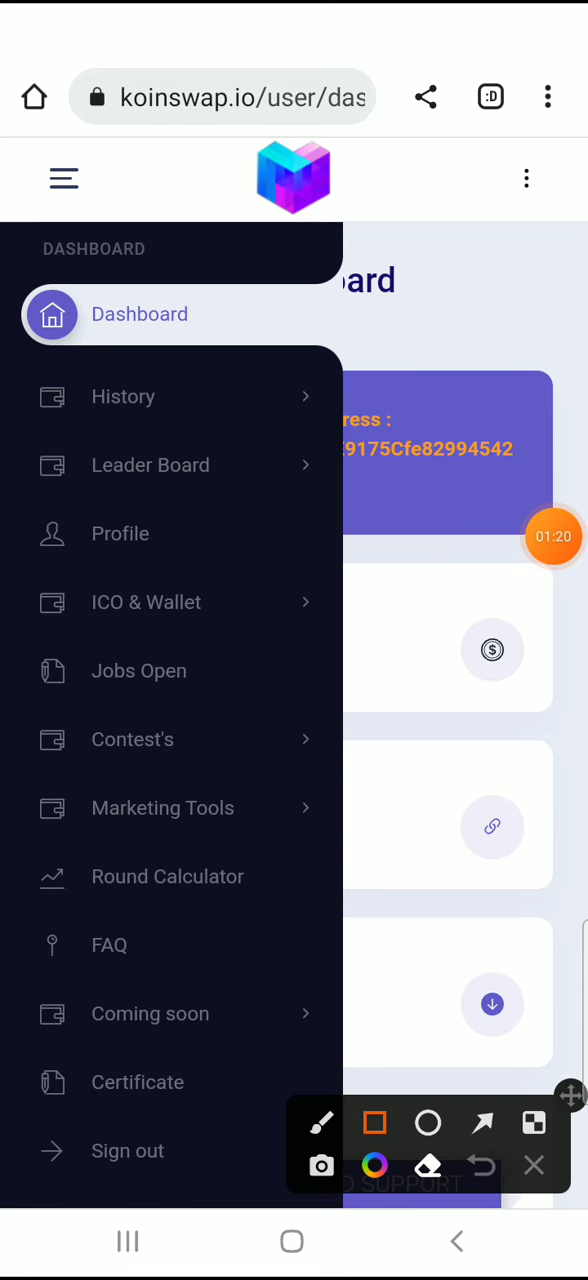 koinswap.io/user/das
:D
DASHBOARD
ard
Dashboard
History
ress :
9175Cfe82994542
Leader Board
Profile
01:20
ICO & Wallet
Jobs Open
Contest's
Marketing Tools
Round Calculator
FAQ
Coming soon
Certificate
Sign out
SUPPORT